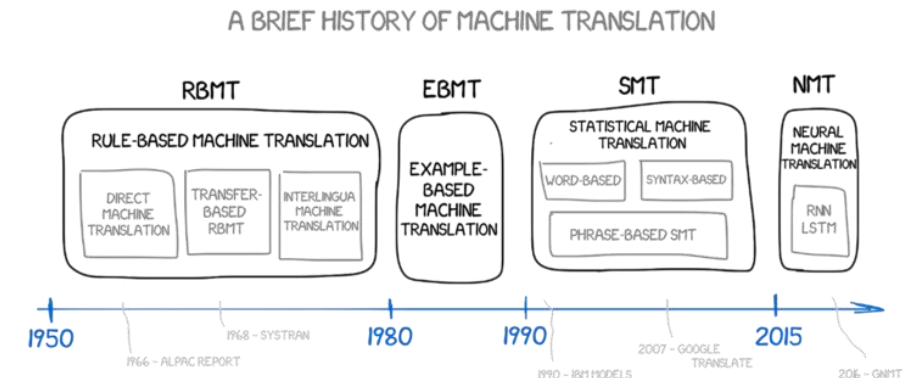 A BRIEF HISTORY OF MACHINE TRANSLATION
RBMT
EBMT
SMT
NMT
RULE-BASED MACHINE TRANSLATION
DIRECT
MACHINE
TRANSLATION
TRANSFER-
BASED
RBMT
INTERLINGUA
MACHINE
TRANSLATION
EXAMPLE-
BASED
MACHINE
TRANSLATION
STATISTICAL MACHINE
TRANSLATION
WORD-BASED
SYNTAX-BASED
PHRASE-BASED SMT
NEURAL
MACHINE
TRANSLATION
RNN
LSTM
1950
1980
1990
2015
1966 - ALPAC REPORT
1968 - SYSTRAN
1990 - IBM MODELS
2007 - GOOGLE
TRANSLATE
2016 - GNMT